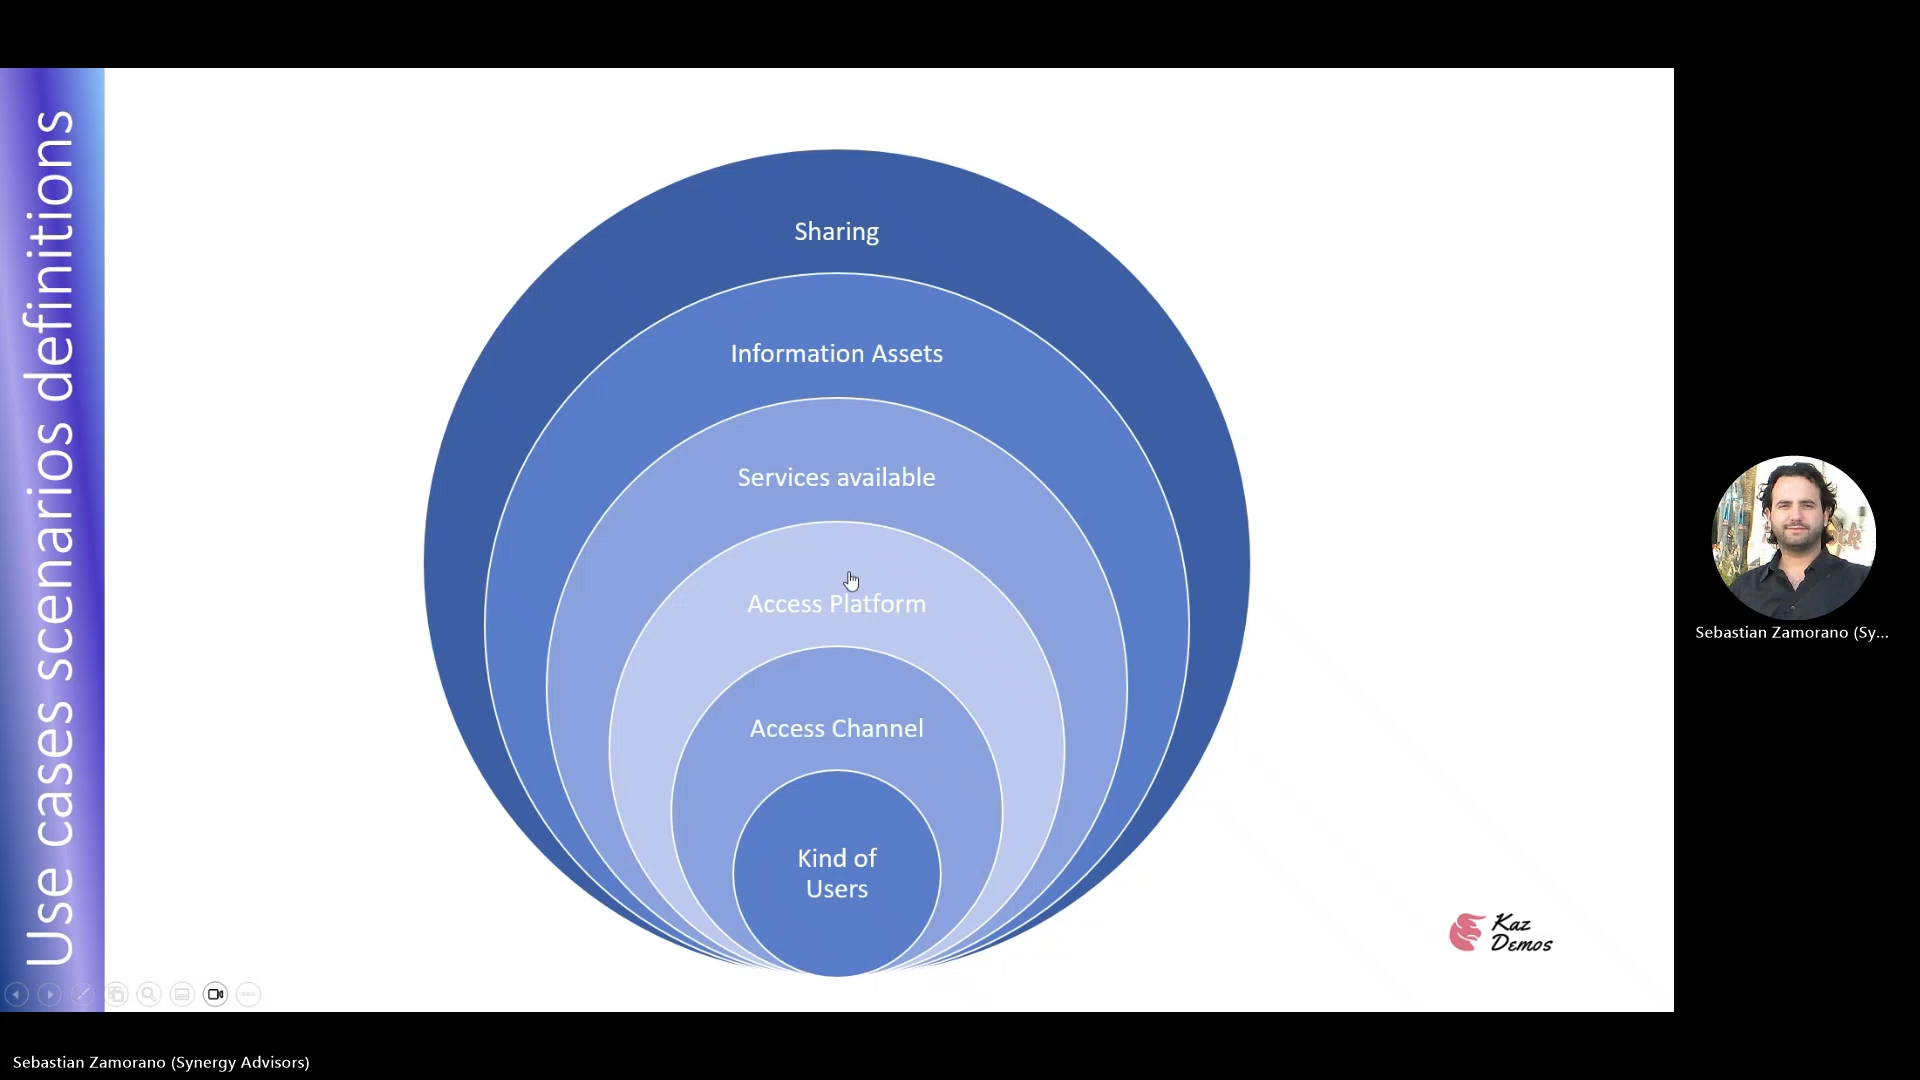 Use cases scenarios definitions
Sharing
Information Assets
Services available
Access Platform
Access Channel
Kind of
Users
Kaz
Demos
Sebastian Zamorano (Sy...
Sebastian Zamorano (Synergy Advisors)